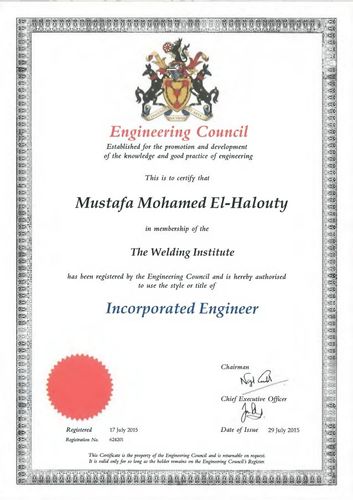 Engineering Council
Established for the promotion and development
of the knowledge and good practice of engineering
This is to certify that
Mustafa Mohamed El-Halouty
in membership of the
The Welding Institute
has been registered by the Engineering Council and is hereby authorised
to use the style or title of
Incorporated Engineer
Chairman
Chief Executive Officer
Registered 17 July 2015
Date of Issue 29 July 2015
Registration No. 624201
This Certificate is the property of the Engineering Council and is returnable on request.
It is valid only for so long as the holder remains on the Engineering Council's Register.